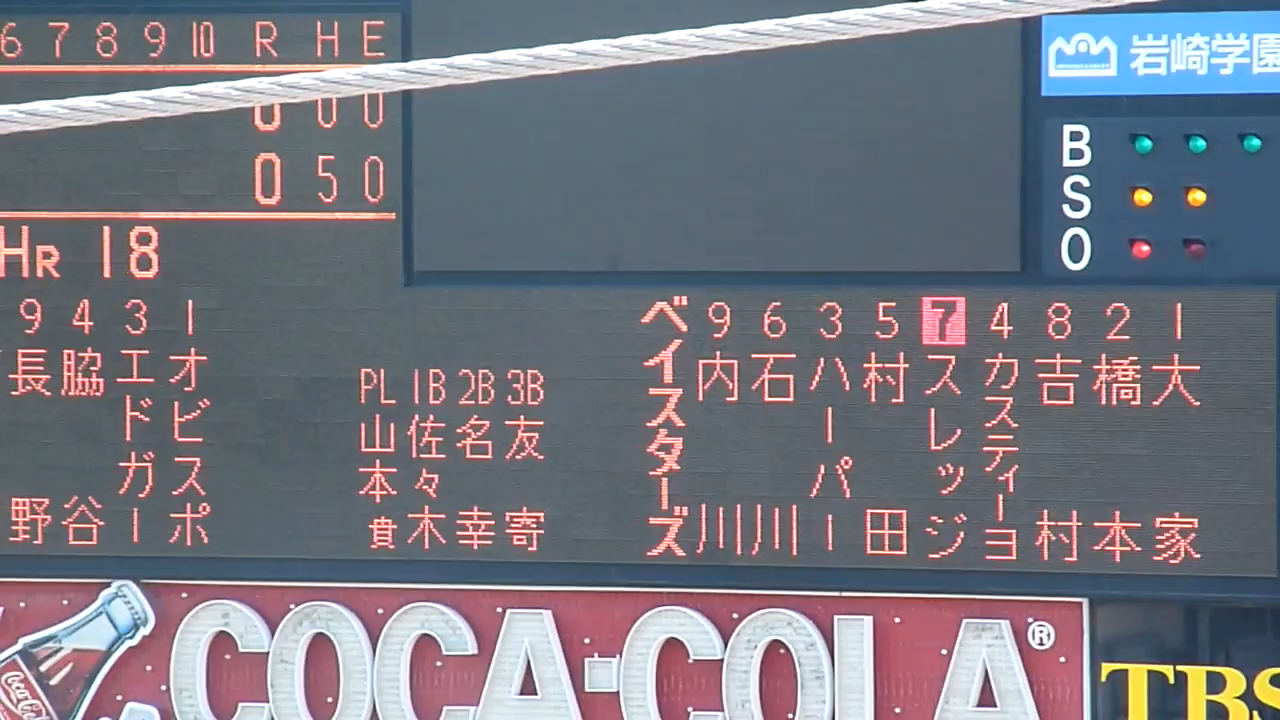 6 7 8 9 10 R H E
0 0 0
0 5 0
HR 18
9 4 3 1
長野
脇谷
エドガー
オビスポ
PL 1B 2B 3B
山本貴
佐々木
名幸
友寄
ベイスターズ
9 6 3 5 7 4 8 2 1
内川
石川
ハーパー
村田
スレッジ
カスティーヨ
吉村
橋本
大家
岩崎学園
B
S
O
COCA-COLA®
Coca-Cola
TBS